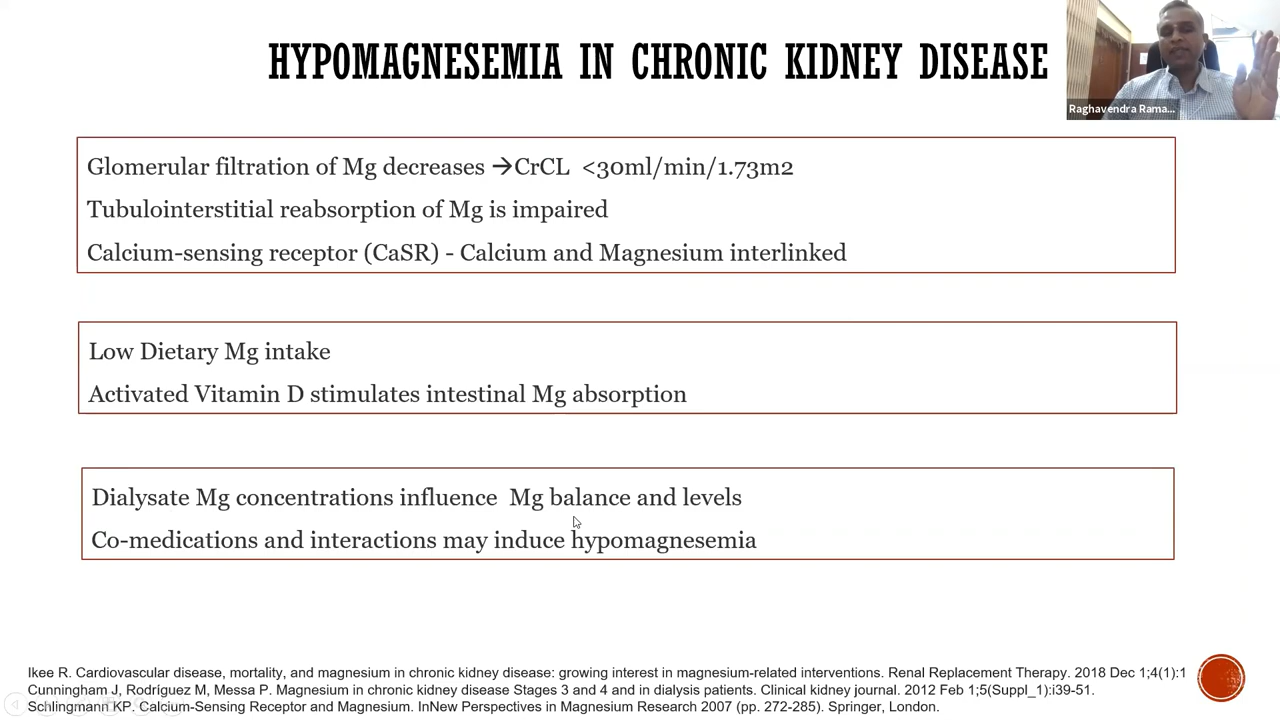 HYPOMAGNESEMIA IN CHRONIC KIDNEY DISEASE
Raghavendra Rama...
Glomerular filtration of Mg decreases →CrCL <30ml/min/1.73m2
Tubulointerstitial reabsorption of Mg is impaired
Calcium-sensing receptor (CaSR) - Calcium and Magnesium interlinked
Low Dietary Mg intake
Activated Vitamin D stimulates intestinal Mg absorption
Dialysate Mg concentrations influence Mg balance and levels
Co-medications and interactions may induce hypomagnesemia
Ikee R. Cardiovascular disease, mortality, and magnesium in chronic kidney disease: growing interest in magnesium-related interventions. Renal Replacement Therapy. 2018 Dec 1;4(1):1
Cunningham J, Rodríguez M, Messa P. Magnesium in chronic kidney disease Stages 3 and 4 and in dialysis patients. Clinical kidney journal. 2012 Feb 1;5(Suppl_1):i39-51.
Schlingmann KP. Calcium-Sensing Receptor and Magnesium. InNew Perspectives in Magnesium Research 2007 (pp. 272-285). Springer, London.